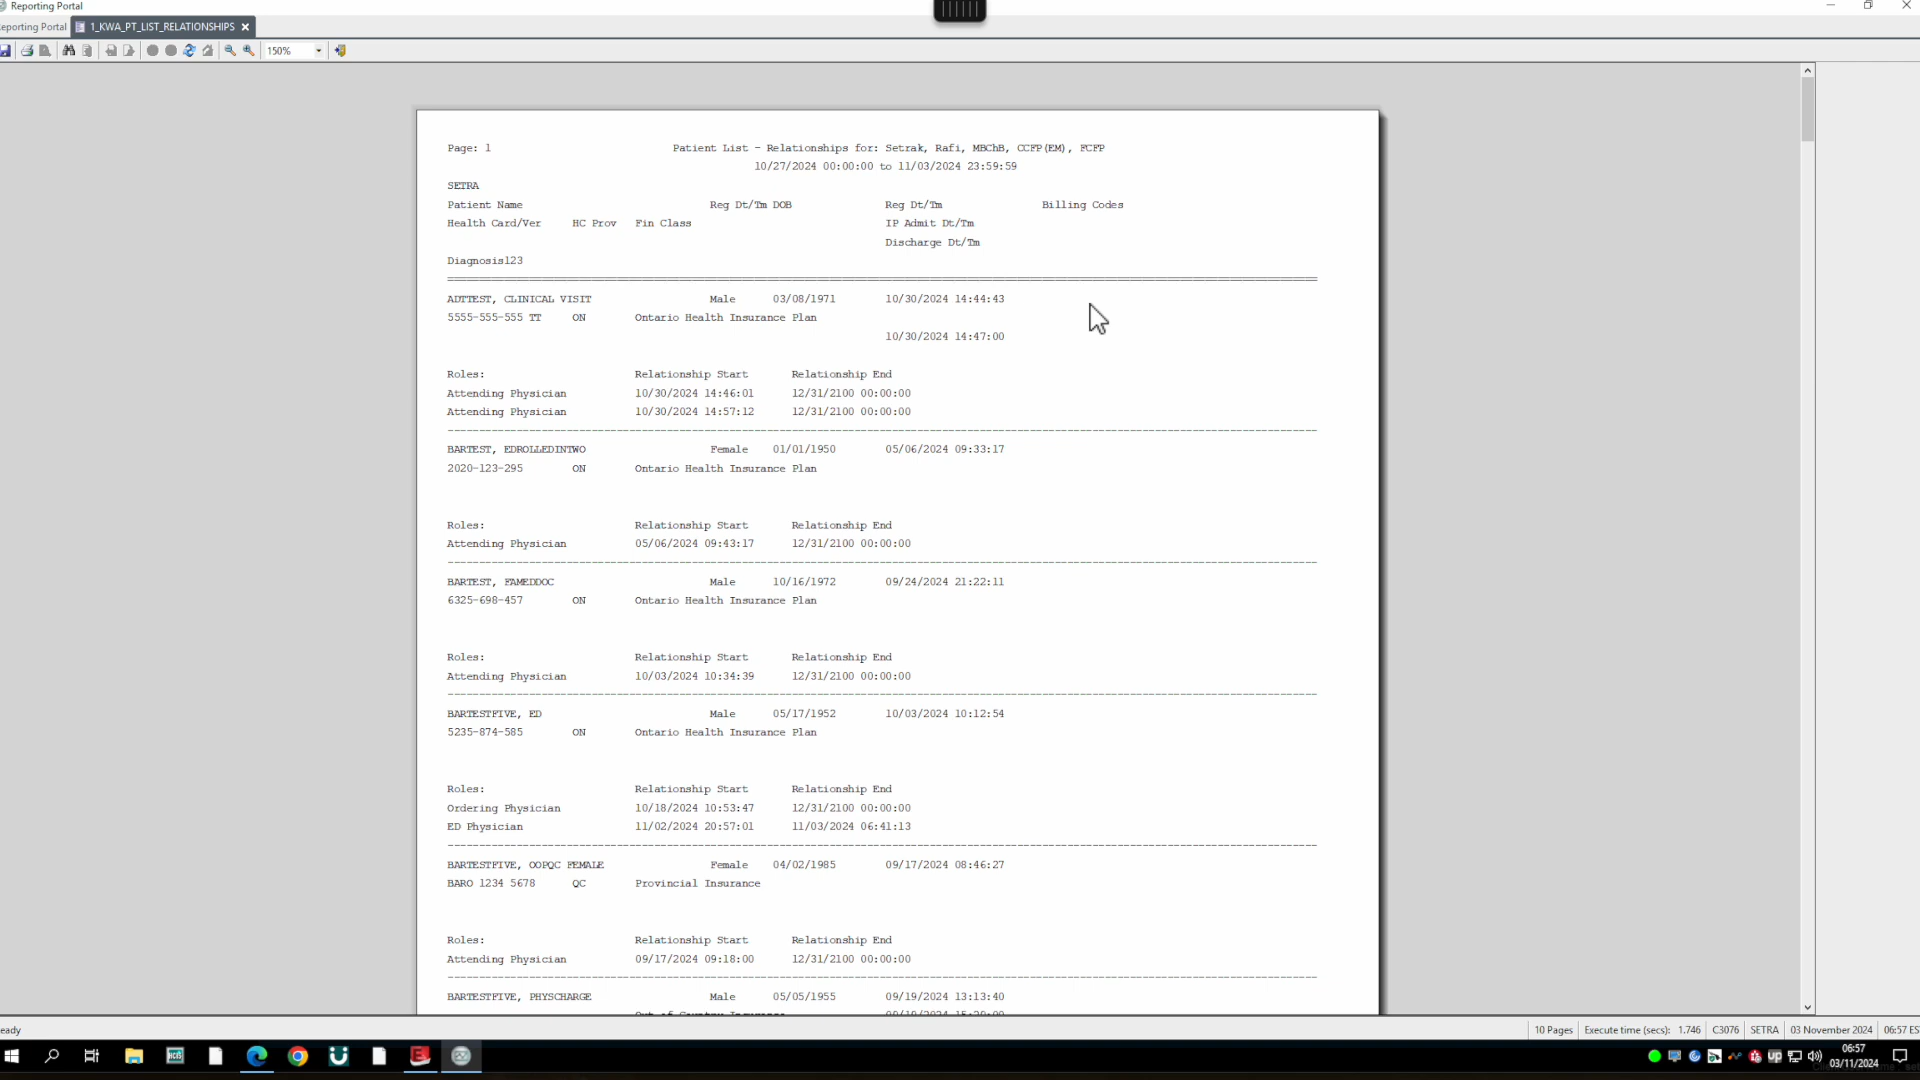 Reporting Portal
eporting Portal 1_KWA_PT_LIST_RELATIONSHIPS
150%
Page: 1 Patient List - Relationships for: Setrak, Rafi, MBChB, CCFP(EM), FCFP
10/27/2024 00:00:00 to 11/03/2024 23:59:59
SETRA
Patient Name Reg Dt/Tm DOB Reg Dt/Tm Billing Codes
Health Card/Ver HC Prov Fin Class IP Admit Dt/Tm
Discharge Dt/Tm
Diagnosis123
ADTTEST, CLINICAL VISIT Male 03/08/1971 10/30/2024 14:44:43
5555-555-555 TT ON Ontario Health Insurance Plan
10/30/2024 14:47:00
Roles: Relationship Start Relationship End
Attending Physician 10/30/2024 14:46:01 12/31/2100 00:00:00
Attending Physician 10/30/2024 14:57:12 12/31/2100 00:00:00
BARTEST, EDROLLEDINTWO Female 01/01/1950 05/06/2024 09:33:17
2020-123-295 ON Ontario Health Insurance Plan
Roles: Relationship Start Relationship End
Attending Physician 05/06/2024 09:43:17 12/31/2100 00:00:00
BARTEST, FAMEDDOC Male 10/16/1972 09/24/2024 21:22:11
6325-698-457 ON Ontario Health Insurance Plan
Roles: Relationship Start Relationship End
Attending Physician 10/03/2024 10:34:39 12/31/2100 00:00:00
BARTESTFIVE, ED Male 05/17/1952 10/03/2024 10:12:54
5235-874-585 ON Ontario Health Insurance Plan
Roles: Relationship Start Relationship End
Ordering Physician 10/18/2024 10:53:47 12/31/2100 00:00:00
ED Physician 11/02/2024 20:57:01 11/03/2024 06:41:13
BARTESTFIVE, OOPQC FEMALE Female 04/02/1985 09/17/2024 08:46:27
BARO 1234 5678 QC Provincial Insurance
Roles: Relationship Start Relationship End
Attending Physician 09/17/2024 09:18:00 12/31/2100 00:00:00
BARTESTFIVE, PHYSCHARGE Male 05/05/1955 09/19/2024 13:13:40
eady 10 Pages Execute time (secs): 1.746 C3076 SETRA 03 November 2024 06:57 ES
06:57
03/11/2024